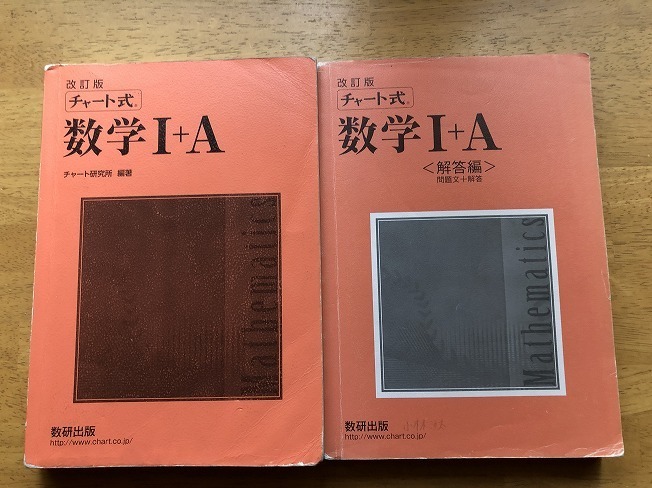 改訂版
チャート式®
数学I+A
チャート研究所 編著
Mathematics
数研出版
http://www.chart.co.jp/
改訂版
チャート式®
数学I+A
<解答編>
問題文+解答
Mathematics
数研出版
http://www.chart.co.jp/